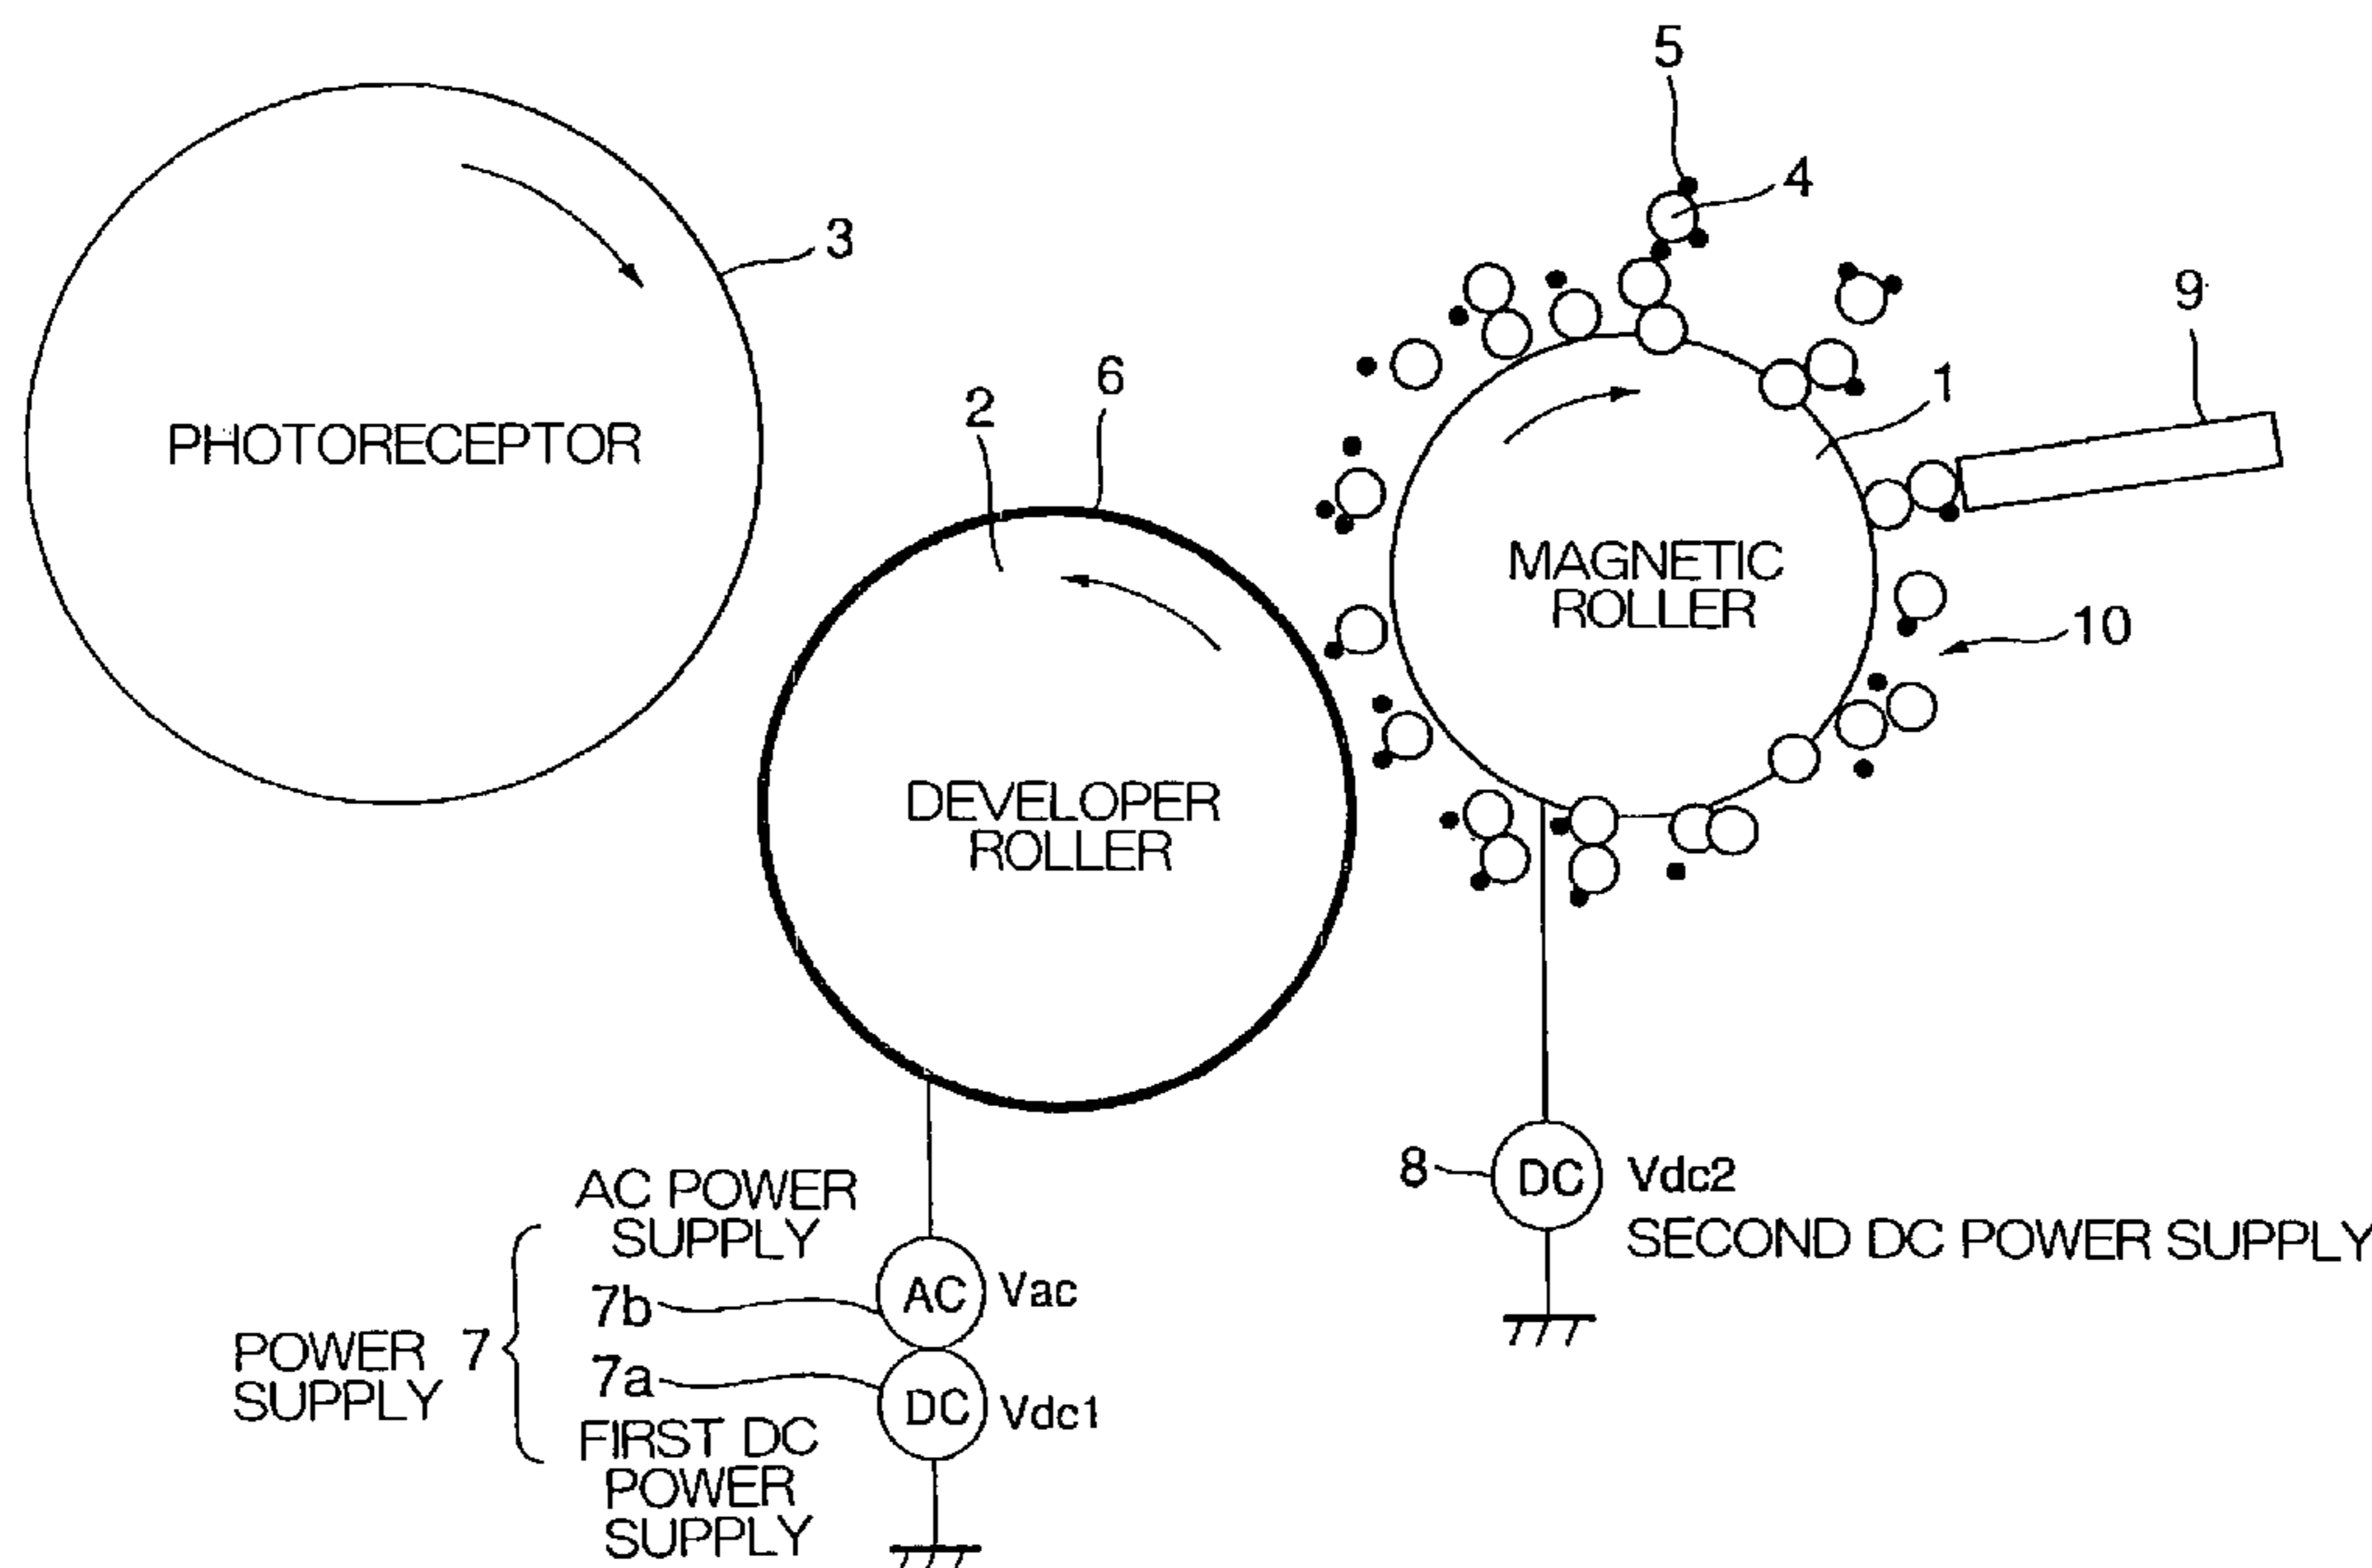 5
4
3
9
6
1
2
PHOTORECEPTOR
MAGNETIC
ROLLER
10
DEVELOPER
ROLLER
8
DC
Vdc2
SECOND DC POWER SUPPLY
AC POWER
SUPPLY
7b
AC
Vac
POWER
SUPPLY
7
7a
DC
Vdc1
FIRST DC
POWER
SUPPLY